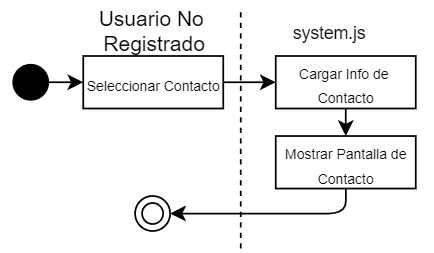 Usuario No
Registrado
system.js
Seleccionar Contacto
Cargar Info de
Contacto
Mostrar Pantalla de
Contacto